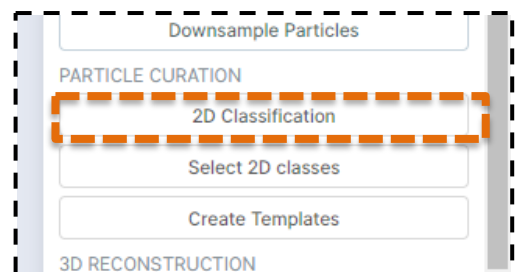 Downsample Particles
PARTICLE CURATION
2D Classification
Select 2D classes
Create Templates
3D RECONSTRUCTION